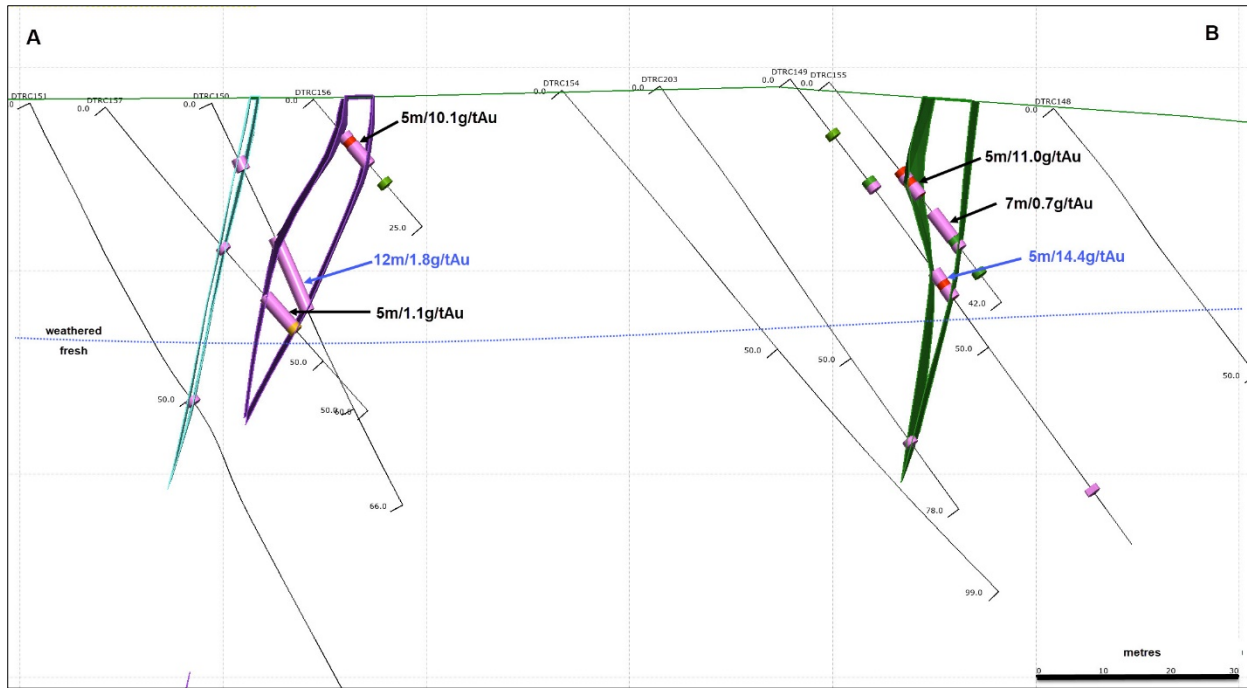 A
B
DTRC151
DTRC157
DTRC150
DTRC156
DTRC154
DTRC203
DTRC149
DTRC155
DTRC148
0
0.0
0.0
0.0
0.0
0.0
0.0
0.0
0.0
5m/10.1g/tAu
25.0
12m/1.8g/tAu
5m/1.1g/tAu
5m/11.0g/tAu
7m/0.7g/tAu
5m/14.4g/tAu
42.0
weathered
fresh
50.0
50.0
50.0
50.0
50.0
50.0
50.0
60.0
66.0
78.0
99.0
metres
0 10 20 30